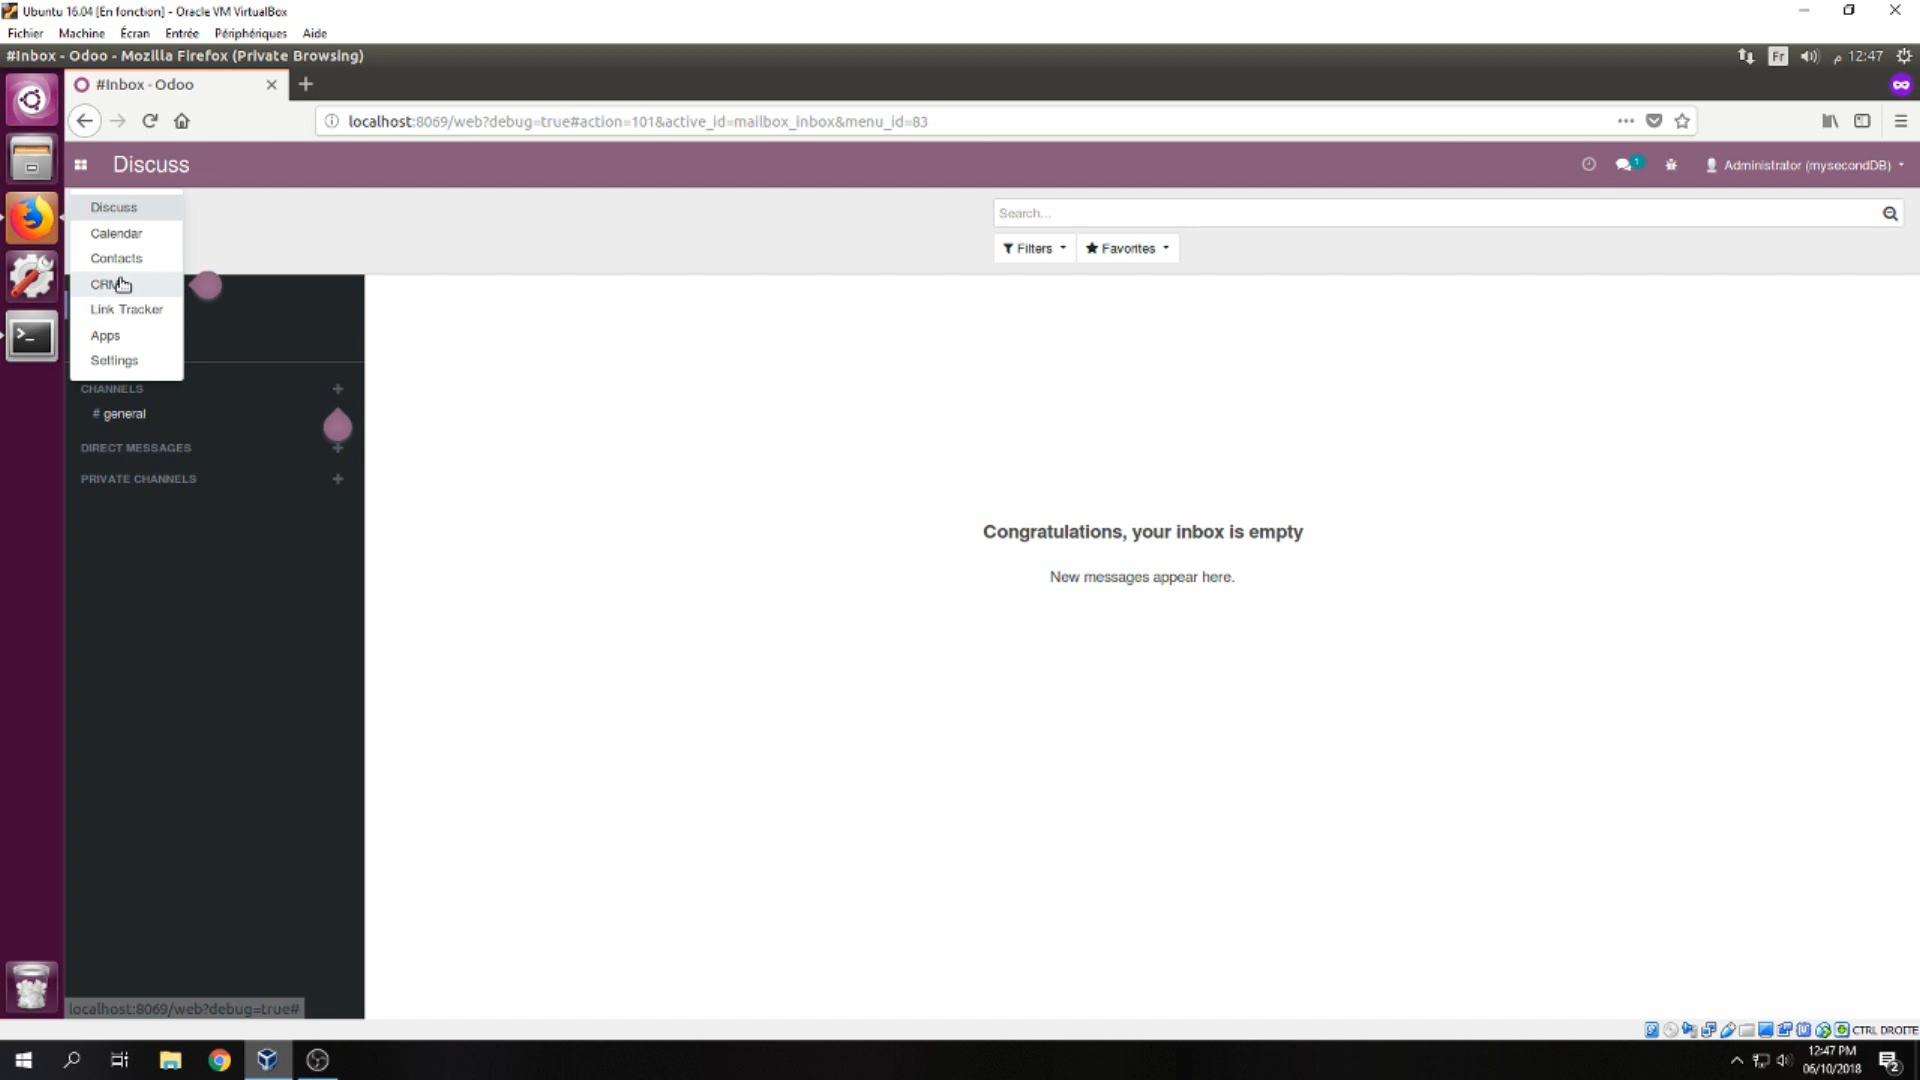 Ubuntu 16.04 [En fonction] - Oracle VM VirtualBox
Fichier Machine Écran Entrée Périphériques Aide
#Inbox - Odoo - Mozilla Firefox (Private Browsing)
Fr م 12:47
#Inbox - Odoo
localhost:8069/web?debug=true#action=101&active_id=mailbox_inbox&menu_id=83
Discuss
1
Administrator (mysecondDB)
Discuss
Calendar
Contacts
CRM
Link Tracker
Apps
Settings
Search...
Filters
Favorites
CHANNELS
# general
DIRECT MESSAGES
PRIVATE CHANNELS
Congratulations, your inbox is empty
New messages appear here.
localhost:8069/web?debug=true#
CTRL DROITE
12:47 PM
06/10/2018
2